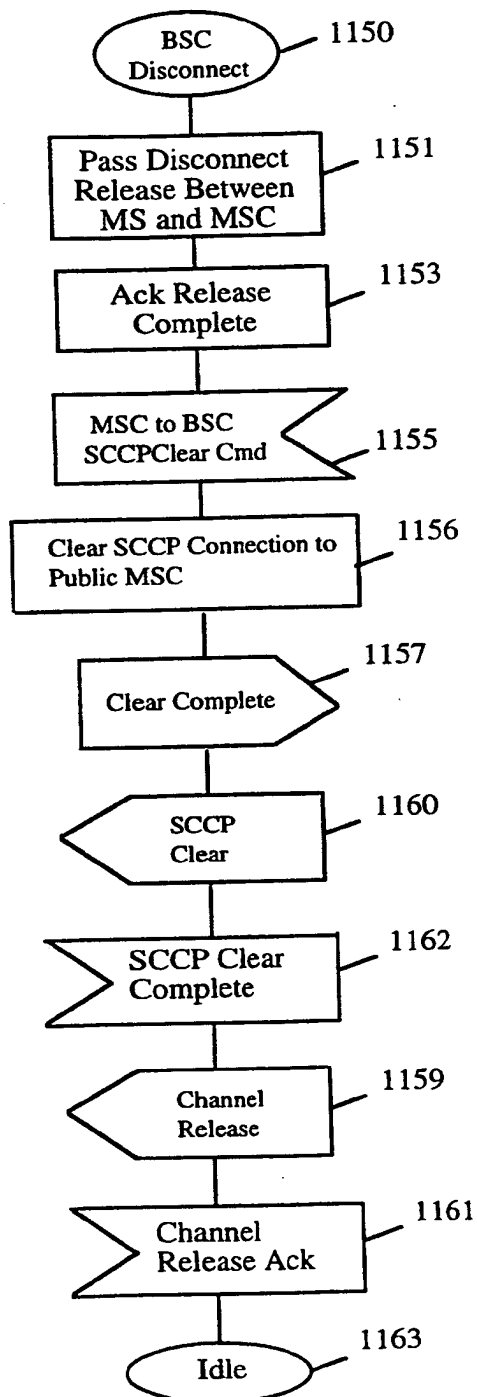 BSC
Disconnect
1150
Pass Disconnect
Release Between
MS and MSC
1151
Ack Release
Complete
1153
MSC to BSC
SCCPClear Cmd
1155
Clear SCCP Connection to
Public MSC
1156
Clear Complete
1157
SCCP
Clear
1160
SCCP Clear
Complete
1162
Channel
Release
1159
Channel
Release Ack
1161
Idle
1163